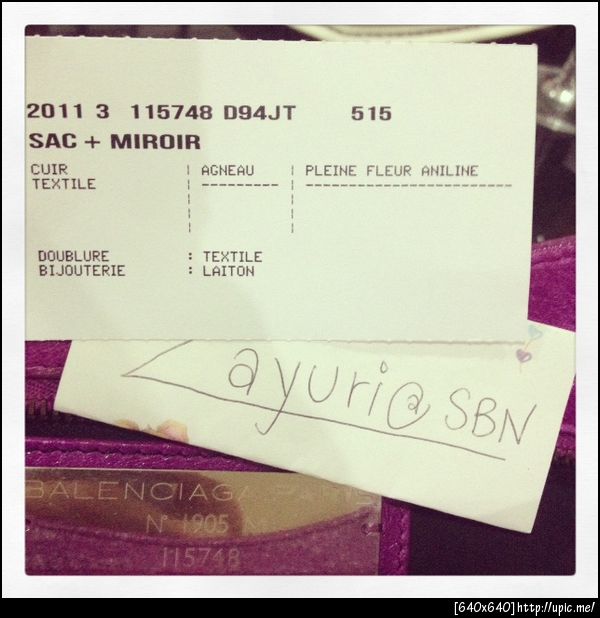 2011 3 115748 D94JT 515
SAC + MIROIR
CUIR | AGNEAU | PLEINE FLEUR ANILINE
TEXTILE | --------- | ------------------------
DOUBLURE : TEXTILE
BIJOUTERIE : LAITON
Zayuri@SBN
BALENCIAGA
N° 1905
115748
[640x640]http://upic.me/